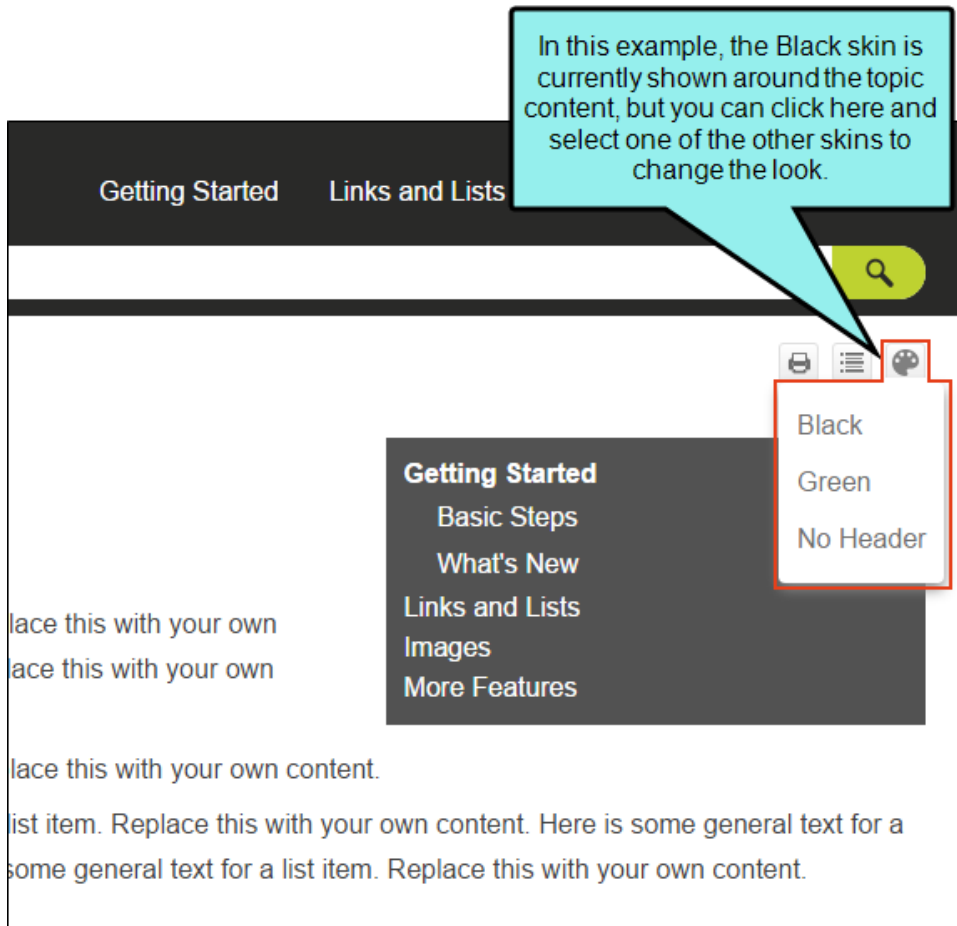 In this example, the Black skin is
currently shown around the topic
content, but you can click here and
select one of the other skins to
change the look.
Getting Started
Links and Lists
Black
Green
No Header
Getting Started
Basic Steps
What's New
Links and Lists
Images
More Features
lace this with your own
lace this with your own
lace this with your own content.
list item. Replace this with your own content. Here is some general text for a
some general text for a list item. Replace this with your own content.